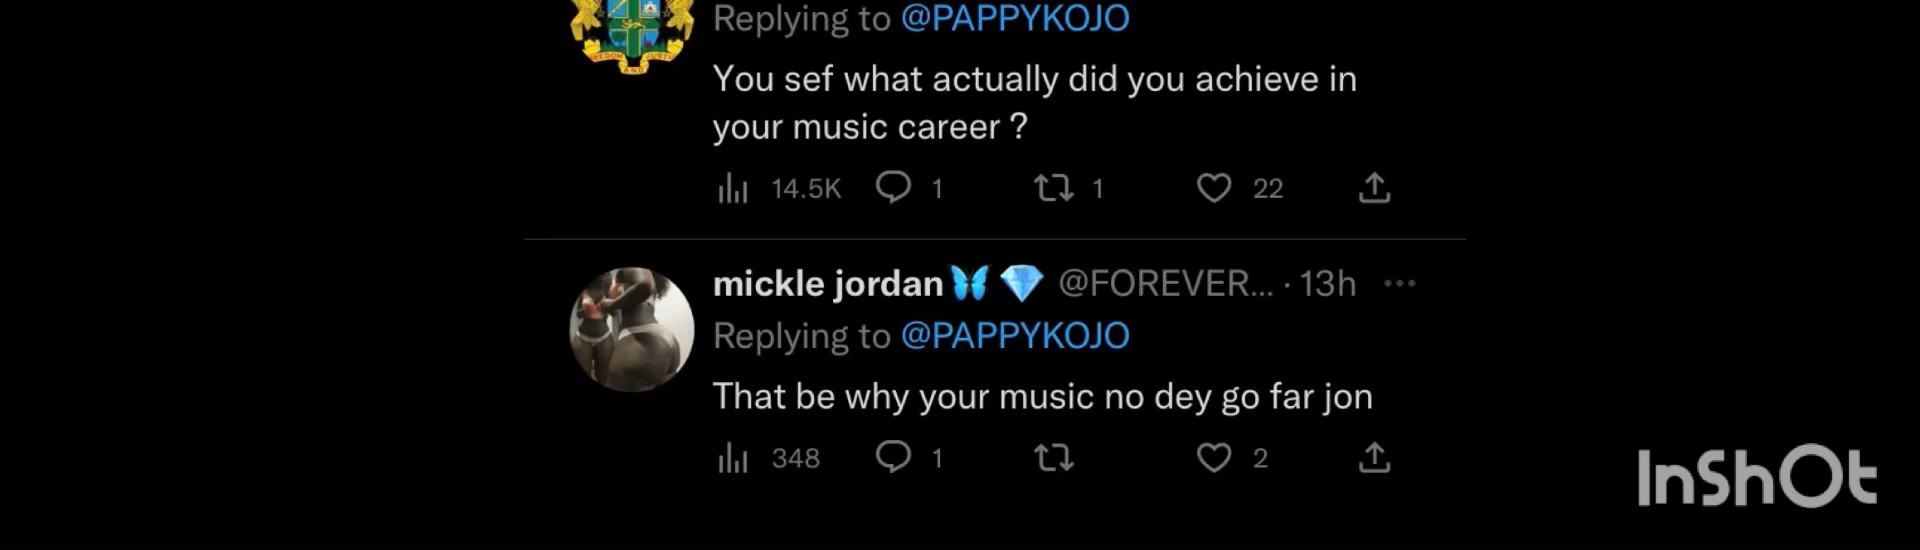 Replying to @PAPPYKOJO
You sef what actually did you achieve in
your music career ?
14.5K 1 1 22
mickle jordan🦋💎 @FOREVER... · 13h
Replying to @PAPPYKOJO
That be why your music no dey go far jon
348 1 2
InShOt